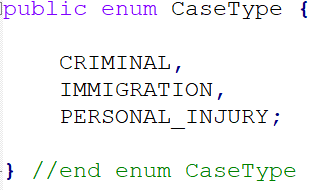 public enum CaseType {
CRIMINAL,
IMMIGRATION,
PERSONAL_INJURY;
} //end enum CaseType